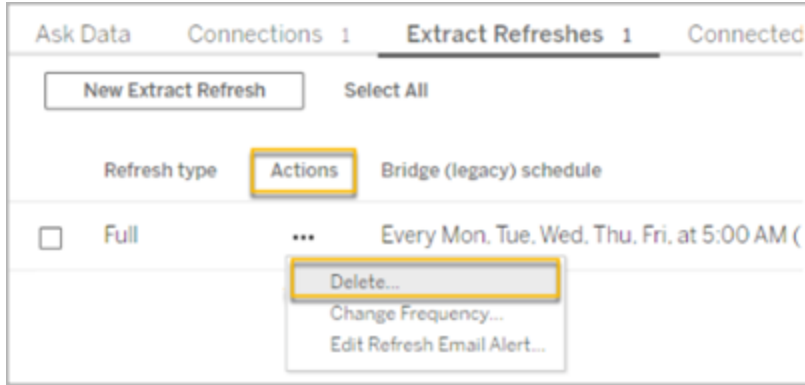 Ask Data Connections 1 Extract Refreshes 1 Connected
New Extract Refresh Select All
Refresh type Actions Bridge (legacy) schedule
Full ... Every Mon, Tue, Wed, Thu, Fri, at 5:00 AM (
Delete...
Change Frequency...
Edit Refresh Email Alert...